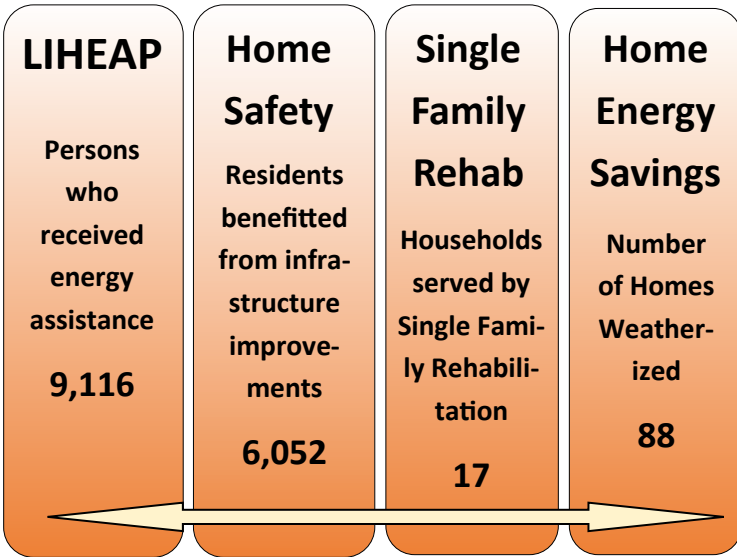 LIHEAP
Persons
who
received
energy
assistance
9,116
Home
Safety
Residents
benefitted
from infra-
structure
improve-
ments
6,052
Single
Family
Rehab
Households
served by
Single Fami-
ly Rehabili-
tation
17
Home
Energy
Savings
Number
of Homes
Weather-
ized
88